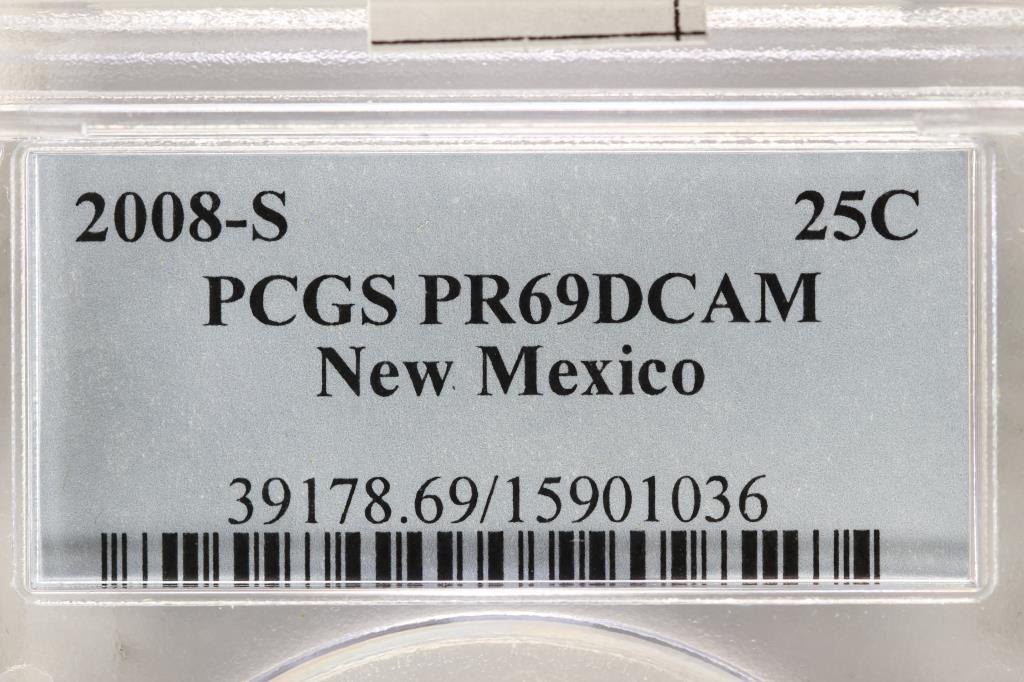 2008-S 25C
PCGS PR69DCAM
New Mexico
39178.69/15901036